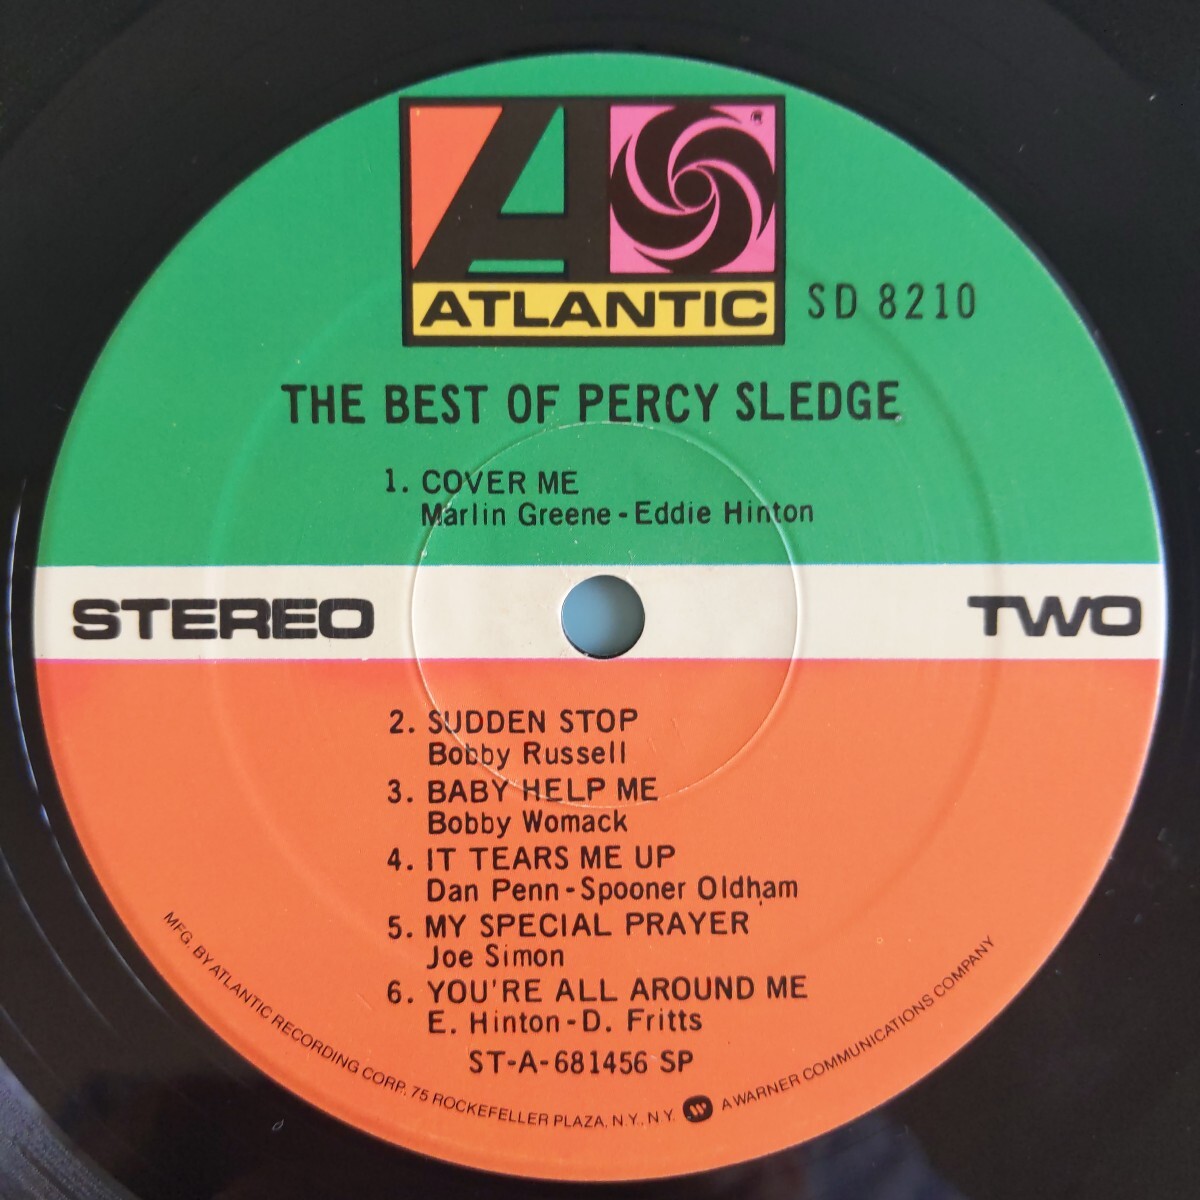 ATLANTIC
SD 8210
THE BEST OF PERCY SLEDGE
1. COVER ME
Marlin Greene - Eddie Hinton
STEREO
TWO
2. SUDDEN STOP
Bobby Russell
3. BABY HELP ME
Bobby Womack
4. IT TEARS ME UP
Dan Penn - Spooner Oldham
5. MY SPECIAL PRAYER
Joe Simon
6. YOU'RE ALL AROUND ME
E. Hinton - D. Fritts
ST-A-681456 SP
MFG. BY ATLANTIC RECORDING CORP., 75 ROCKEFELLER PLAZA, N.Y., N.Y. A WARNER COMMUNICATIONS COMPANY